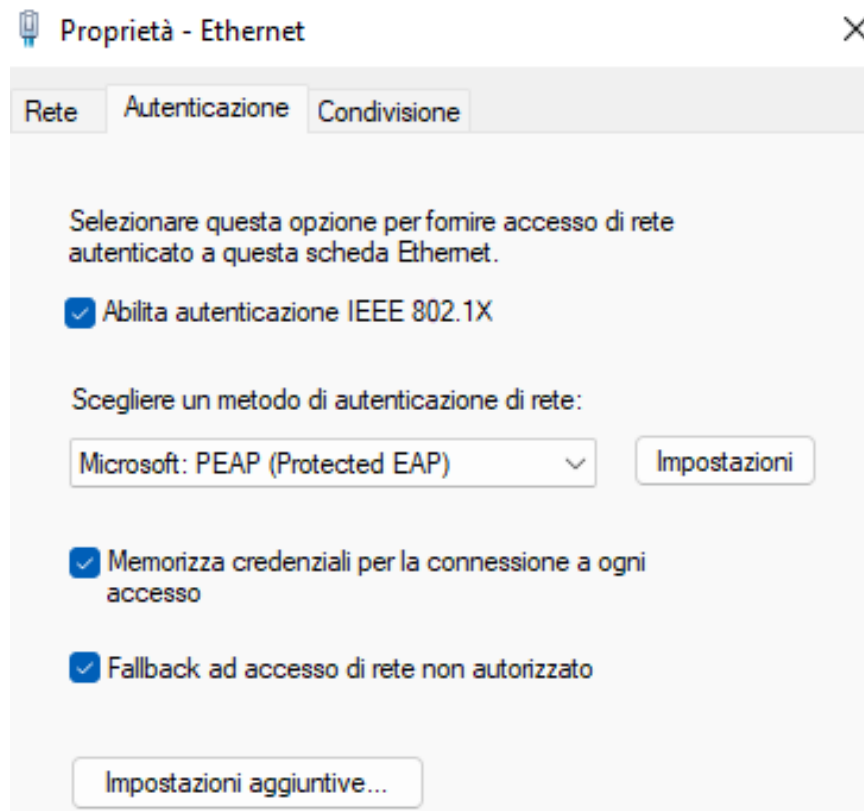 Proprietà - Ethernet
Rete
Autenticazione
Condivisione
Selezionare questa opzione per fornire accesso di rete
autenticato a questa scheda Ethernet.
Abilita autenticazione IEEE 802.1X
Scegliere un metodo di autenticazione di rete:
Microsoft: PEAP (Protected EAP)
Impostazioni
Memorizza credenziali per la connessione a ogni
accesso
Fallback ad accesso di rete non autorizzato
Impostazioni aggiuntive...